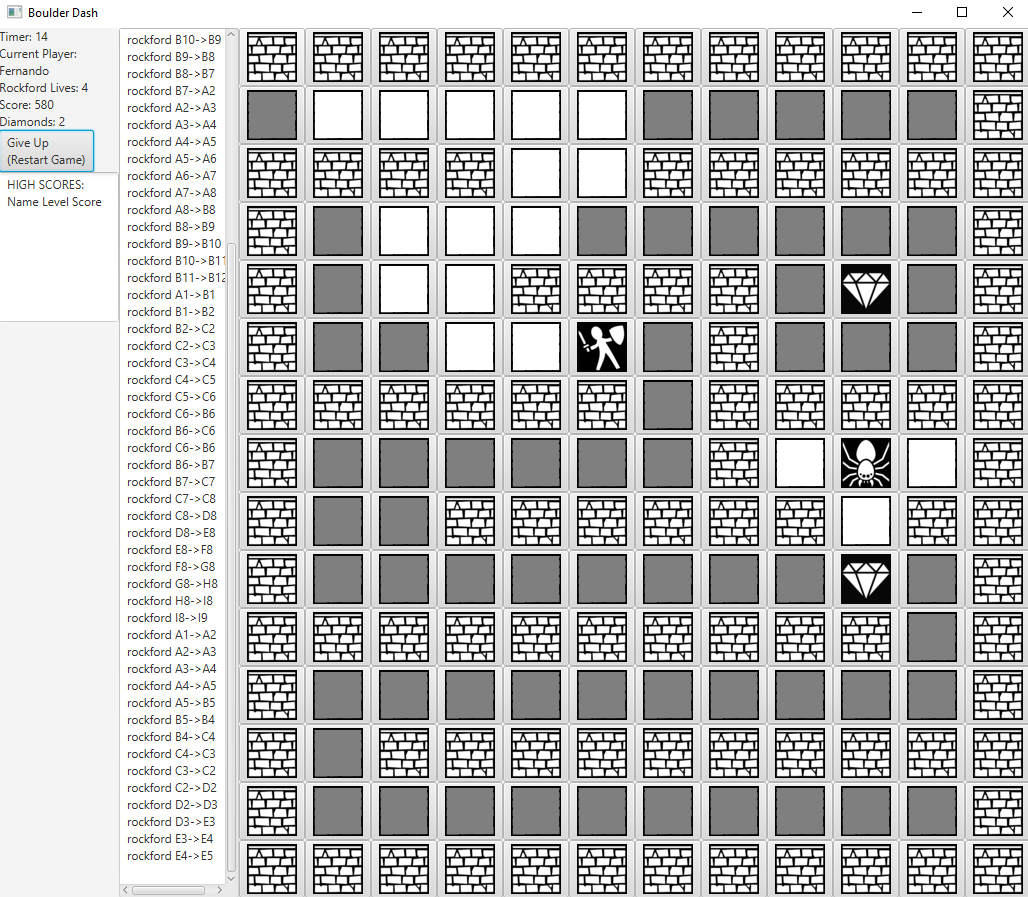 Boulder Dash
Timer: 14
Current Player:
Fernando
Rockford Lives: 4
Score: 580
Diamonds: 2
Give Up
(Restart Game)
HIGH SCORES:
Name Level Score
rockford B10->B9
rockford B9->B8
rockford B8->B7
rockford B7->A2
rockford A2->A3
rockford A3->A4
rockford A4->A5
rockford A5->A6
rockford A6->A7
rockford A7->A8
rockford A8->B8
rockford B8->B9
rockford B9->B10
rockford B10->B11
rockford B11->B12
rockford A1->B1
rockford B1->B2
rockford B2->C2
rockford C2->C3
rockford C3->C4
rockford C4->C5
rockford C5->C6
rockford C6->B6
rockford B6->C6
rockford C6->B6
rockford B6->B7
rockford B7->C7
rockford C7->C8
rockford C8->D8
rockford D8->E8
rockford E8->F8
rockford F8->G8
rockford G8->H8
rockford H8->I8
rockford I8->I9
rockford A1->A2
rockford A2->A3
rockford A3->A4
rockford A4->A5
rockford A5->B5
rockford B5->B4
rockford B4->C4
rockford C4->C3
rockford C3->C2
rockford C2->D2
rockford D2->D3
rockford D3->E3
rockford E3->E4
rockford E4->E5